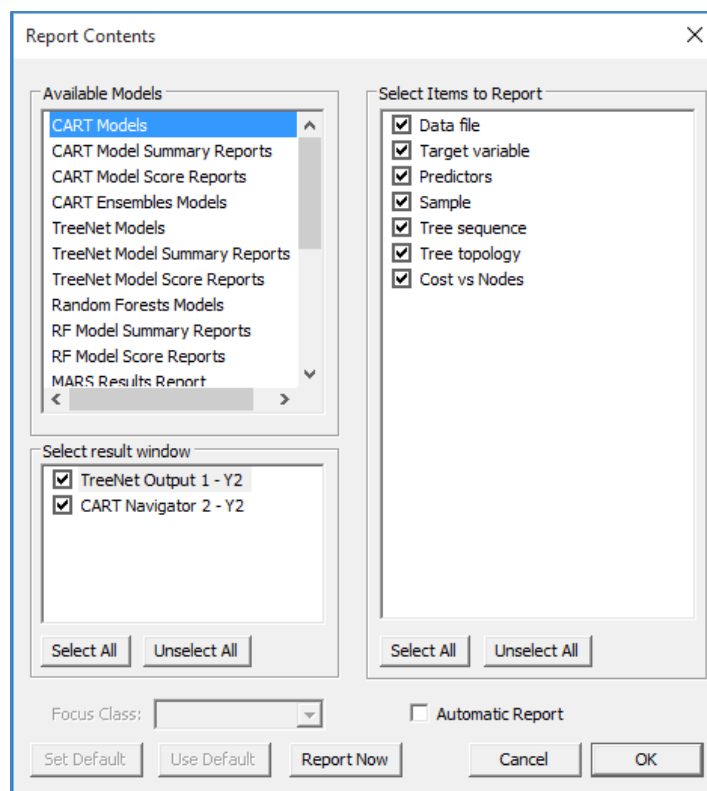 Report Contents
Available Models
CART Models
CART Model Summary Reports
CART Model Score Reports
CART Ensembles Models
TreeNet Models
TreeNet Model Summary Reports
TreeNet Model Score Reports
Random Forests Models
RF Model Summary Reports
RF Model Score Reports
MARS Results Report
Select Items to Report
Data file
Target variable
Predictors
Sample
Tree sequence
Tree topology
Cost vs Nodes
Select result window
TreeNet Output 1 - Y2
CART Navigator 2 - Y2
Select All Unselect All
Select All Unselect All
Focus Class:
Automatic Report
Set Default Use Default Report Now Cancel OK